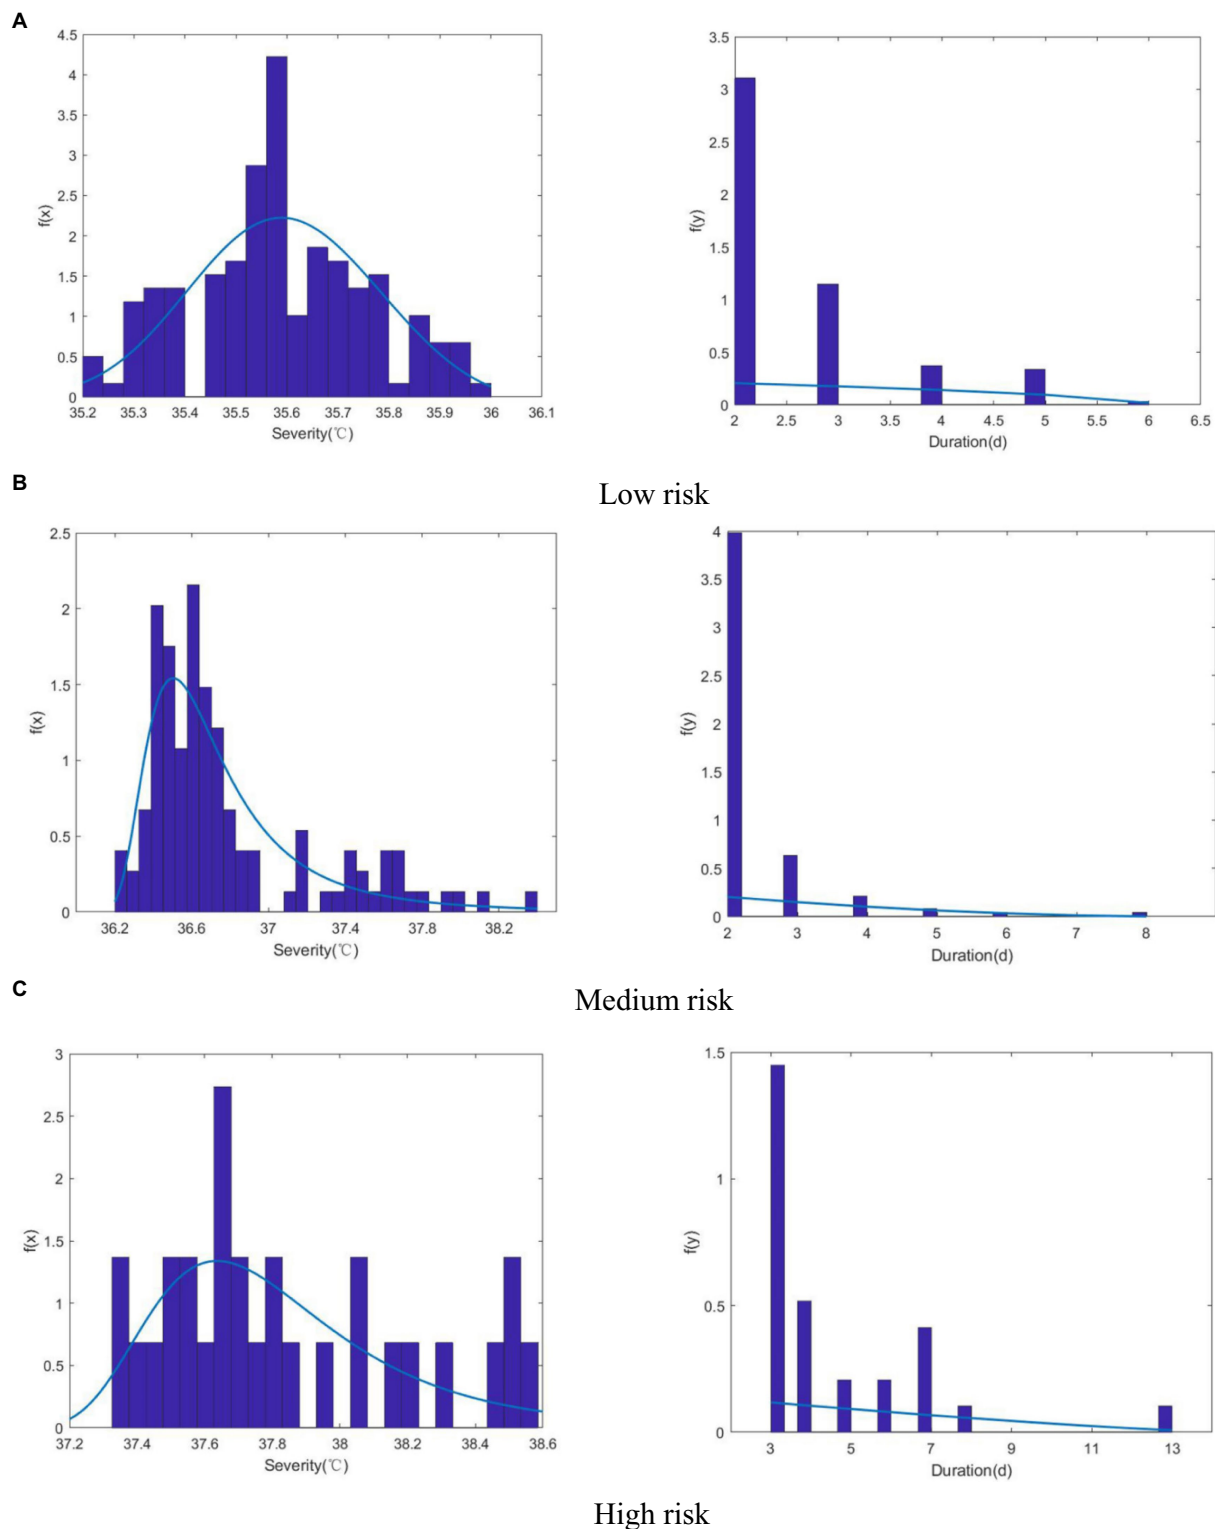 A
4.5
4
3.5
3
2.5
2
1.5
1
0.5
0
f(x)
35.2 35.3 35.4 35.5 35.6 35.7 35.8 35.9 36 36.1
Severity(℃)
3.5
3
2.5
2
1.5
1
0.5
0
f(y)
2 2.5 3 3.5 4 4.5 5 5.5 6 6.5
Duration(d)
Low risk
B
2.5
2
1.5
1
0.5
0
f(x)
36.2 36.6 37 37.4 37.8 38.2
Severity(℃)
4
3.5
3
2.5
2
1.5
1
0.5
0
f(y)
2 3 4 5 6 7 8
Duration(d)
Medium risk
C
3
2.5
2
1.5
1
0.5
0
f(x)
37.2 37.4 37.6 37.8 38 38.2 38.4 38.6
Severity(℃)
1.5
1
0.5
0
f(y)
3 5 7 9 11 13
Duration(d)
High risk